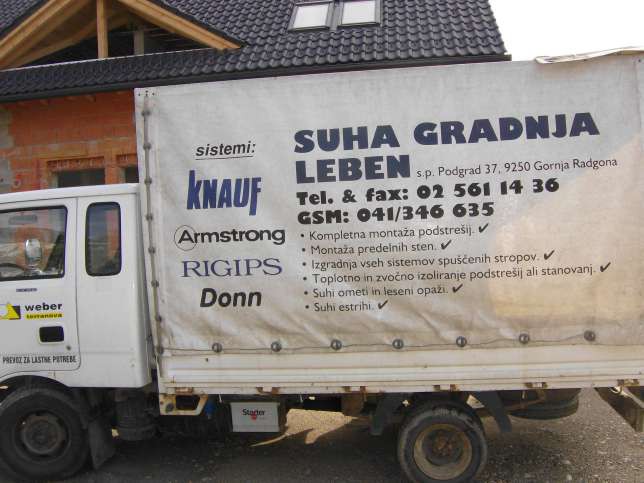 sistemi:
KNAUF
Armstrong
RIGIPS
Donn
SUHA GRADNJA
LEBEN s.p. Podgrad 37, 9250 Gornja Radgona
Tel. & fax: 02 561 14 36
GSM: 041/346 635
• Kompletna montaža podstrešij. ✔
• Montaža predelnih sten. ✔
• Izgradnja vseh sistemov spuščenih stropov. ✔
• Toplotno in zvočno izoliranje podstrešij ali stanovanj. ✔
• Suhi ometi in leseni opaži. ✔
• Suhi estrihi. ✔
weber
terranova
PREVOZ ZA LASTNE POTREBE
Starter